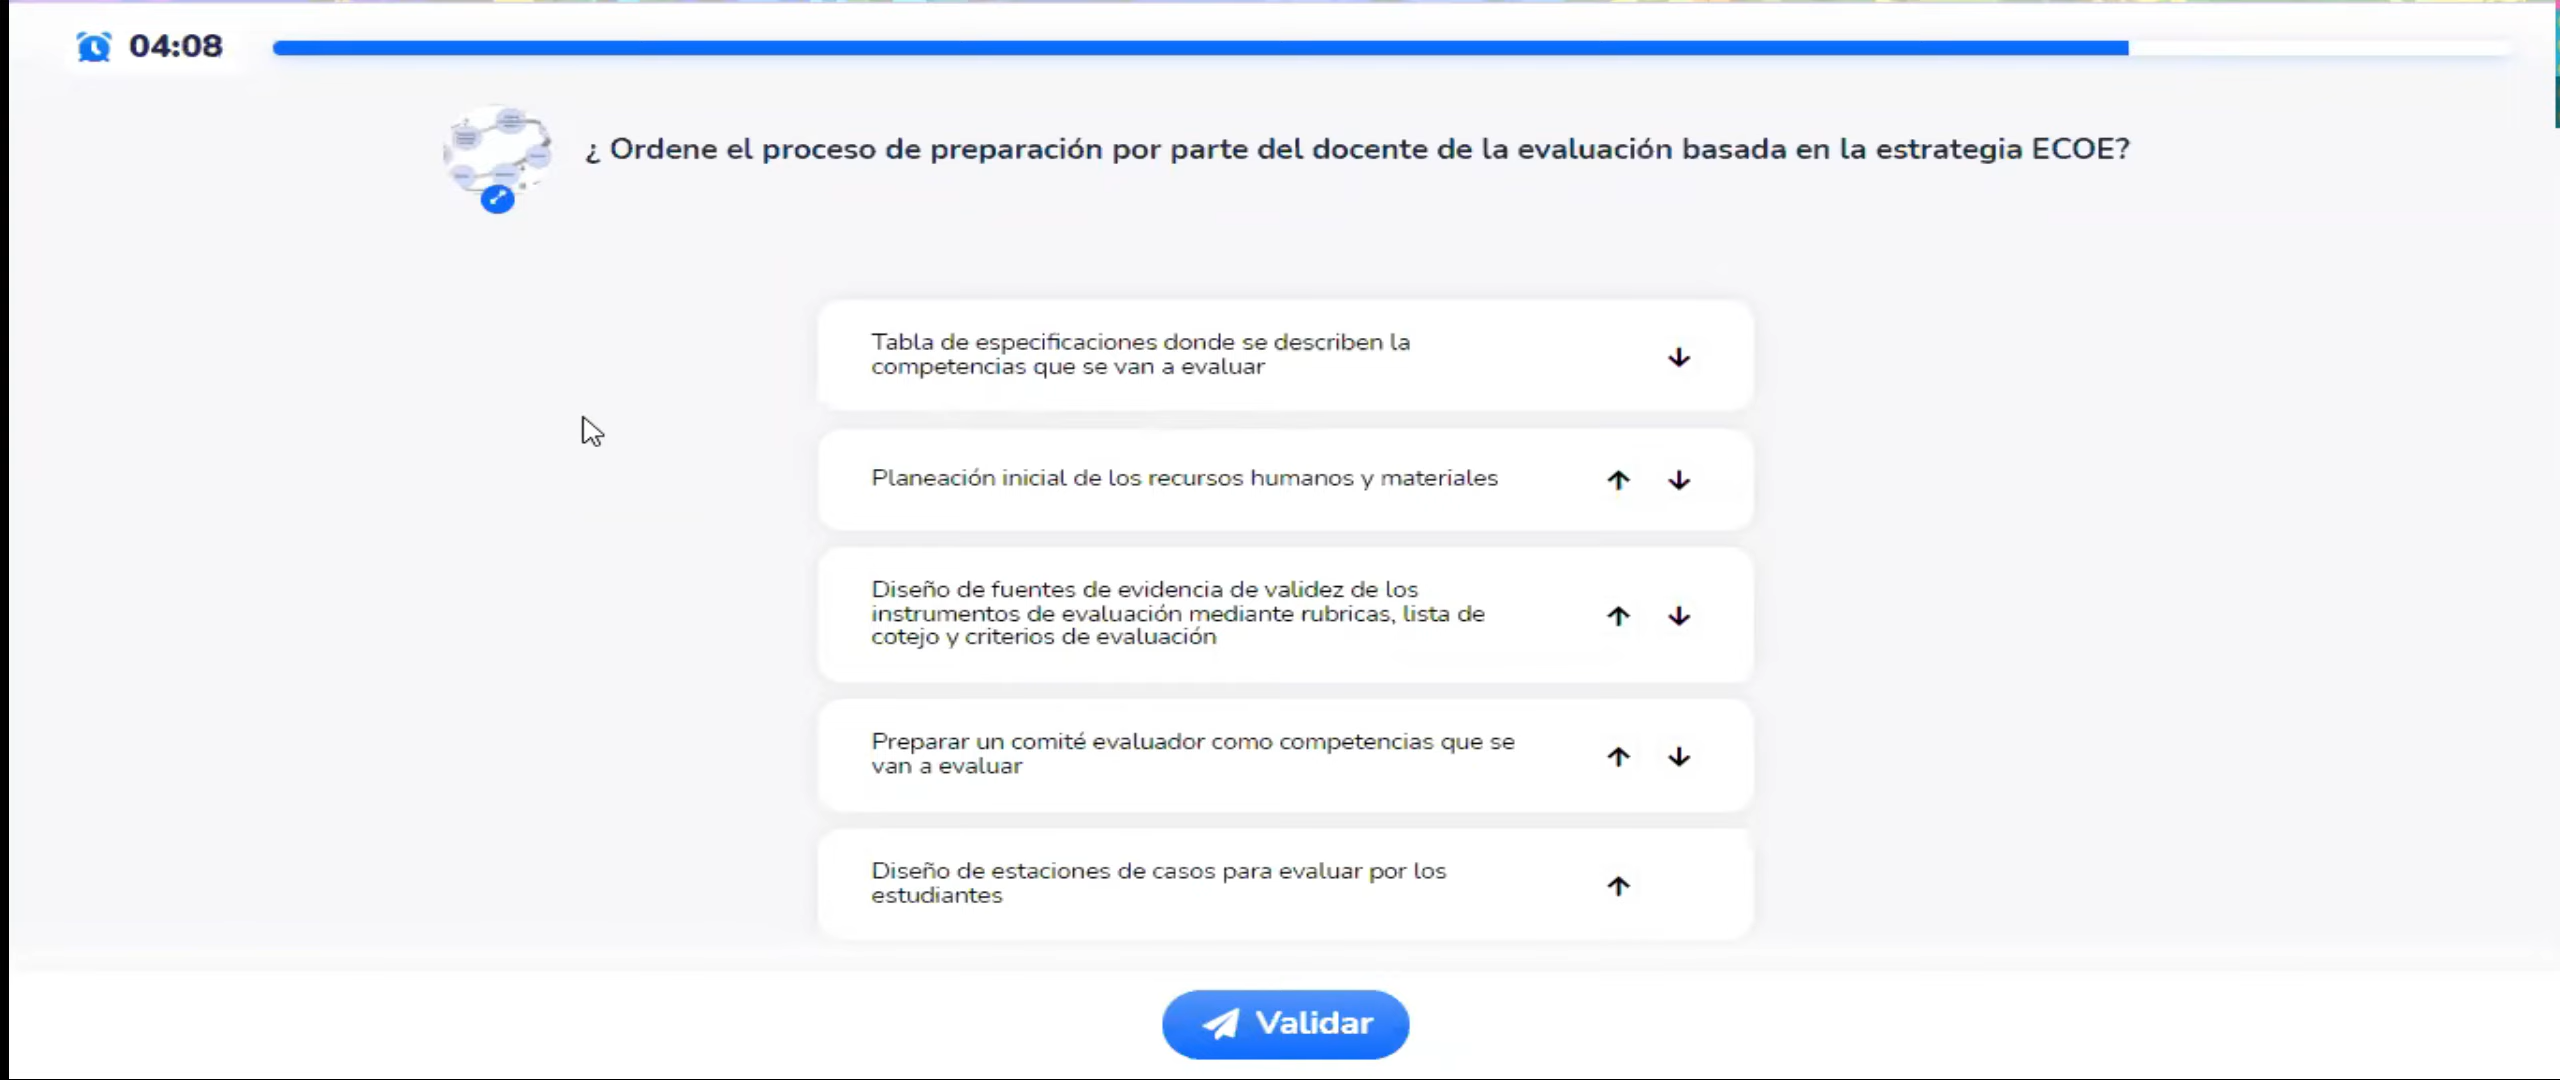 04:08
¿ Ordene el proceso de preparación por parte del docente de la evaluación basada en la estrategia ECOE?
Tabla de especificaciones donde se describen la
competencias que se van a evaluar
Planeación inicial de los recursos humanos y materiales
Diseño de fuentes de evidencia de validez de los
instrumentos de evaluación mediante rubricas, lista de
cotejo y criterios de evaluación
Preparar un comité evaluador como competencias que se
van a evaluar
Diseño de estaciones de casos para evaluar por los
estudiantes
Validar